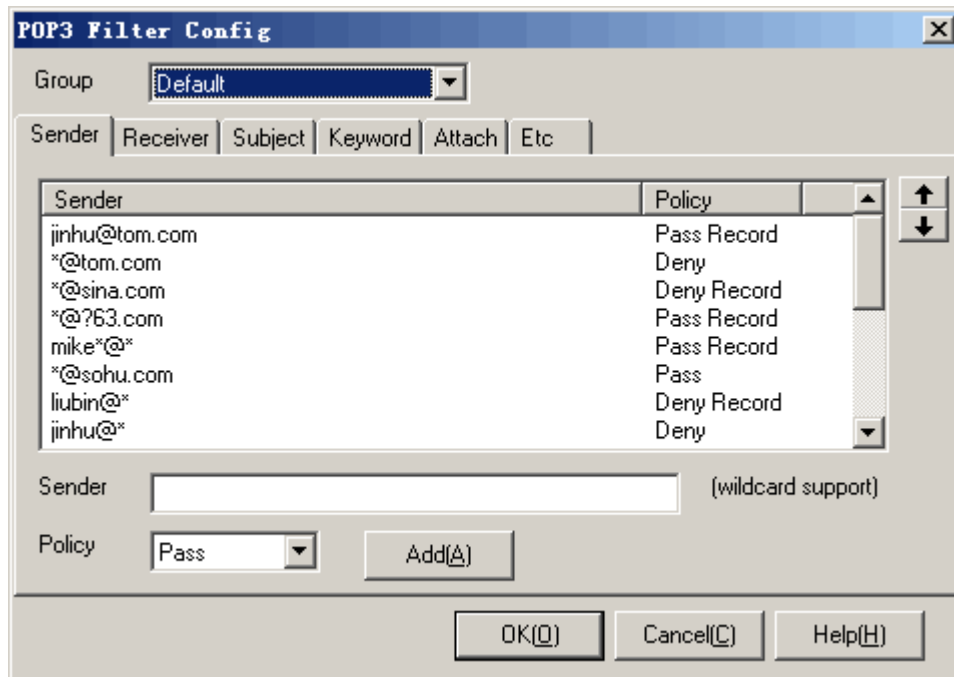 POP3 Filter Config
Group Default
Sender Receiver Subject Keyword Attach Etc
Sender Policy
jinhu@tom.com Pass Record
*@tom.com Deny
*@sina.com Deny Record
*@?63.com Pass Record
mike*@* Pass Record
*@sohu.com Pass
liubin@* Deny Record
jinhu@* Deny
Sender (wildcard support)
Policy Pass Add(A)
OK(O) Cancel(C) Help(H)